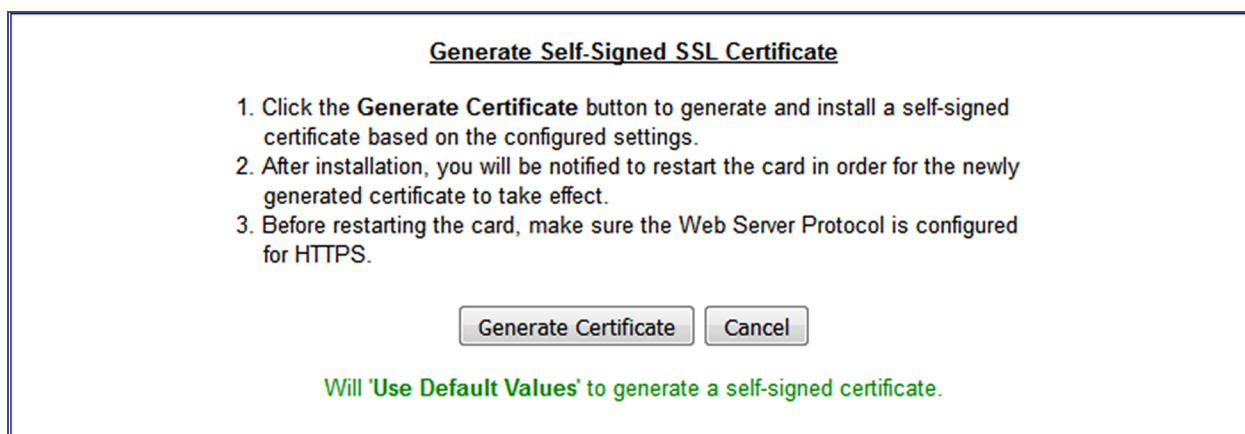 Generate Self-Signed SSL Certificate
1. Click the Generate Certificate button to generate and install a self-signed
certificate based on the configured settings.
2. After installation, you will be notified to restart the card in order for the newly
generated certificate to take effect.
3. Before restarting the card, make sure the Web Server Protocol is configured
for HTTPS.
Generate Certificate Cancel
Will 'Use Default Values' to generate a self-signed certificate.